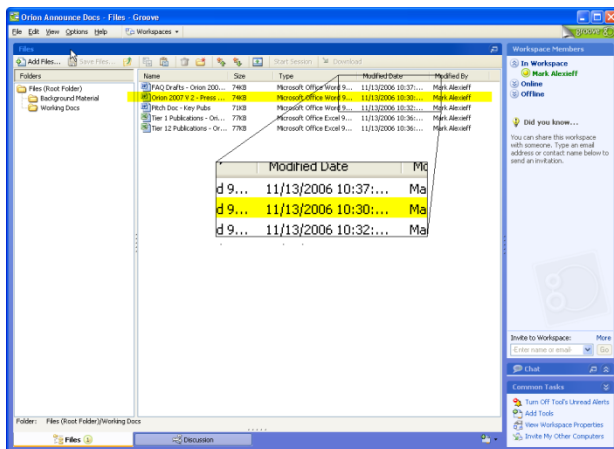 Orion Announce Docs - Files - Groove
File Edit View Options Help Workspaces
groove
Files
Add Files... Save Files... Start Session Download
Folders
Files (Root Folder)
Background Material
Working Docs
Name Size Type Modified Date Modified By
FAQ Drafts - Orion 200... 74KB Microsoft Office Word 9... 11/13/2006 10:37:... Mark Alexieff
Orion 2007 V 2 - Press ... 74KB Microsoft Office Word 9... 11/13/2006 10:30:... Mark Alexieff
Pitch Doc - Key Pubs 71KB Microsoft Office Word 9... 11/13/2006 10:32:... Mark Alexieff
Tier 1 Publications - Ori... 77KB Microsoft Office Excel 9... 11/13/2006 10:36:... Mark Alexieff
Tier 12 Publications - Or... 77KB Microsoft Office Excel 9... 11/13/2006 10:36:... Mark Alexieff
Modified Date Mo
d 9... 11/13/2006 10:37:... Ma
d 9... 11/13/2006 10:30:... Ma
d 9... 11/13/2006 10:32:... Ma
Workspace Members
In Workspace
Mark Alexieff
Online
Offline
Did you know...
You can share this workspace
with someone. Type an email
address or contact name below to
send an invitation.
Invite to Workspace: More
Enter name or email Go
Chat
Common Tasks
Turn Off Tool's Unread Alerts
Add Tools
View Workspace Properties
Invite My Other Computers
Folder: Files (Root Folder)/Working Docs
Files 1 Discussion